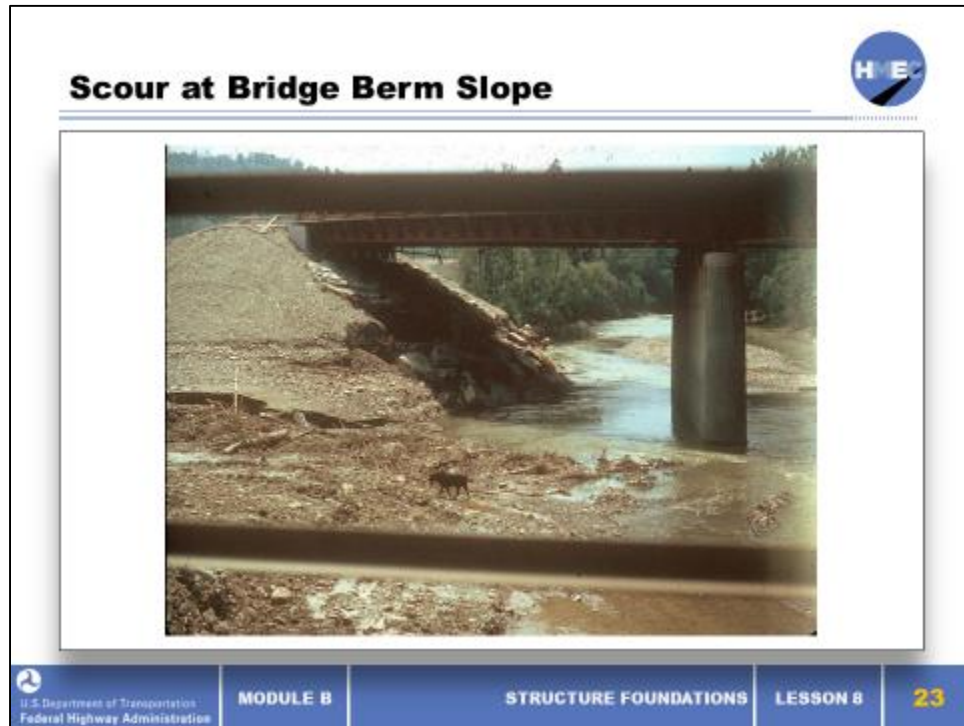 Scour at Bridge Berm Slope
HMEC
U.S. Department of Transportation
Federal Highway Administration
MODULE B
STRUCTURE FOUNDATIONS
LESSON 8
23